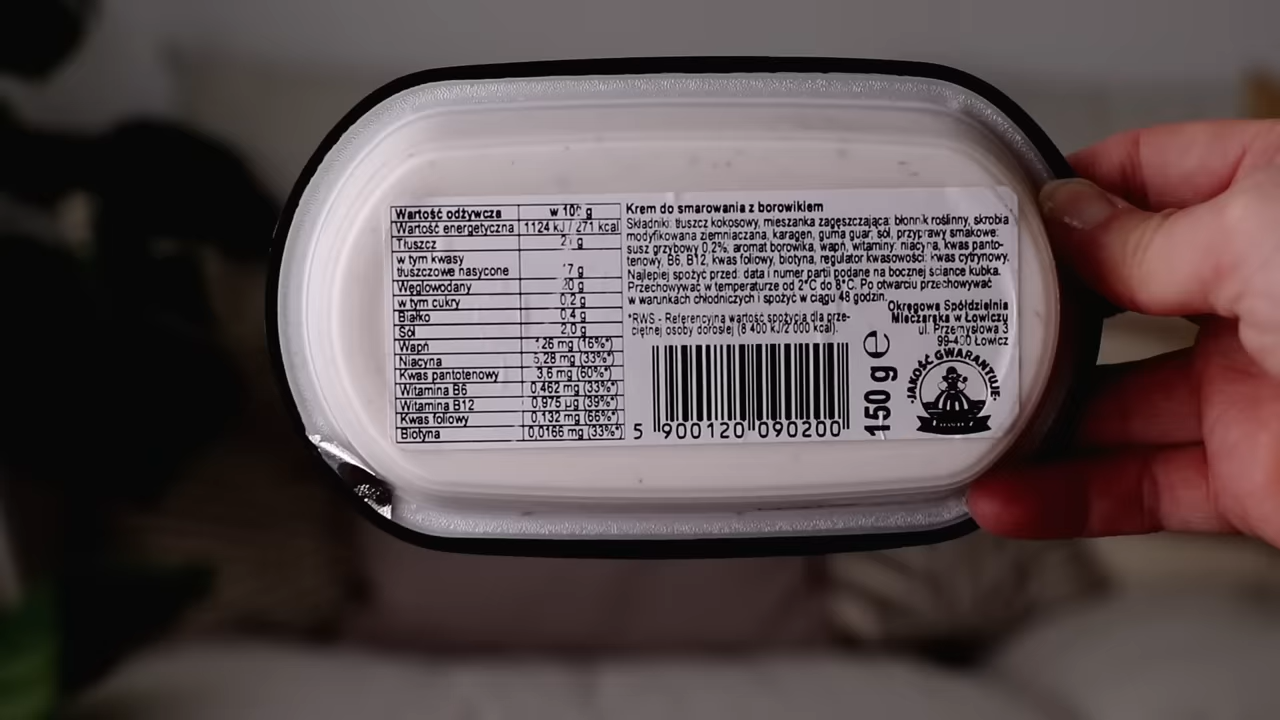 Wartość odżywcza w 100 g
Wartość energetyczna 1124 kJ / 271 kcal
Tłuszcz g
w tym kwasy
tłuszczowe nasycone g
Węglowodany 20 g
w tym cukry 0,2 g
Białko 0,4 g
Sól 2,0 g
Wapń 126 mg (16%*)
Niacyna 5,28 mg (33%*)
Kwas pantotenowy 3,6 mg (60%*)
Witamina B6 0,462 mg (33%*)
Witamina B12 0,975 µg (39%*)
Kwas foliowy 0,132 mg (66%*)
Biotyna 0,0166 mg (33%*)
Krem do smarowania z borowikiem
Składniki: tłuszcz kokosowy, mieszanka zagęszczająca: błonnik roślinny, skrobia
modyfikowana ziemniaczana, karagen, guma guar; sól, przyprawy smakowe:
susz grzybowy 0,2%, aromat borowika, wapń, witaminy: niacyna, kwas panto-
tenowy, B6, B12, kwas foliowy, biotyna, regulator kwasowości: kwas cytrynowy.
Najlepiej spożyć przed: data i numer partii podane na bocznej ściance kubka.
Przechowywać w temperaturze od 2°C do 8°C. Po otwarciu przechowywać
w warunkach chłodniczych i spożyć w ciągu 48 godzin.
*RWS - Referencyjna wartość spożycia dla prze-
ciętnej osoby dorosłej (8 400 kJ/2 000 kcal).
Okręgowa Spółdzielnia
Mleczarska w Łowiczu
ul. Przemysłowa 3
99-400 Łowicz
5 900120 090200
150 g e
JAKOŚĆ GWARANTUJE